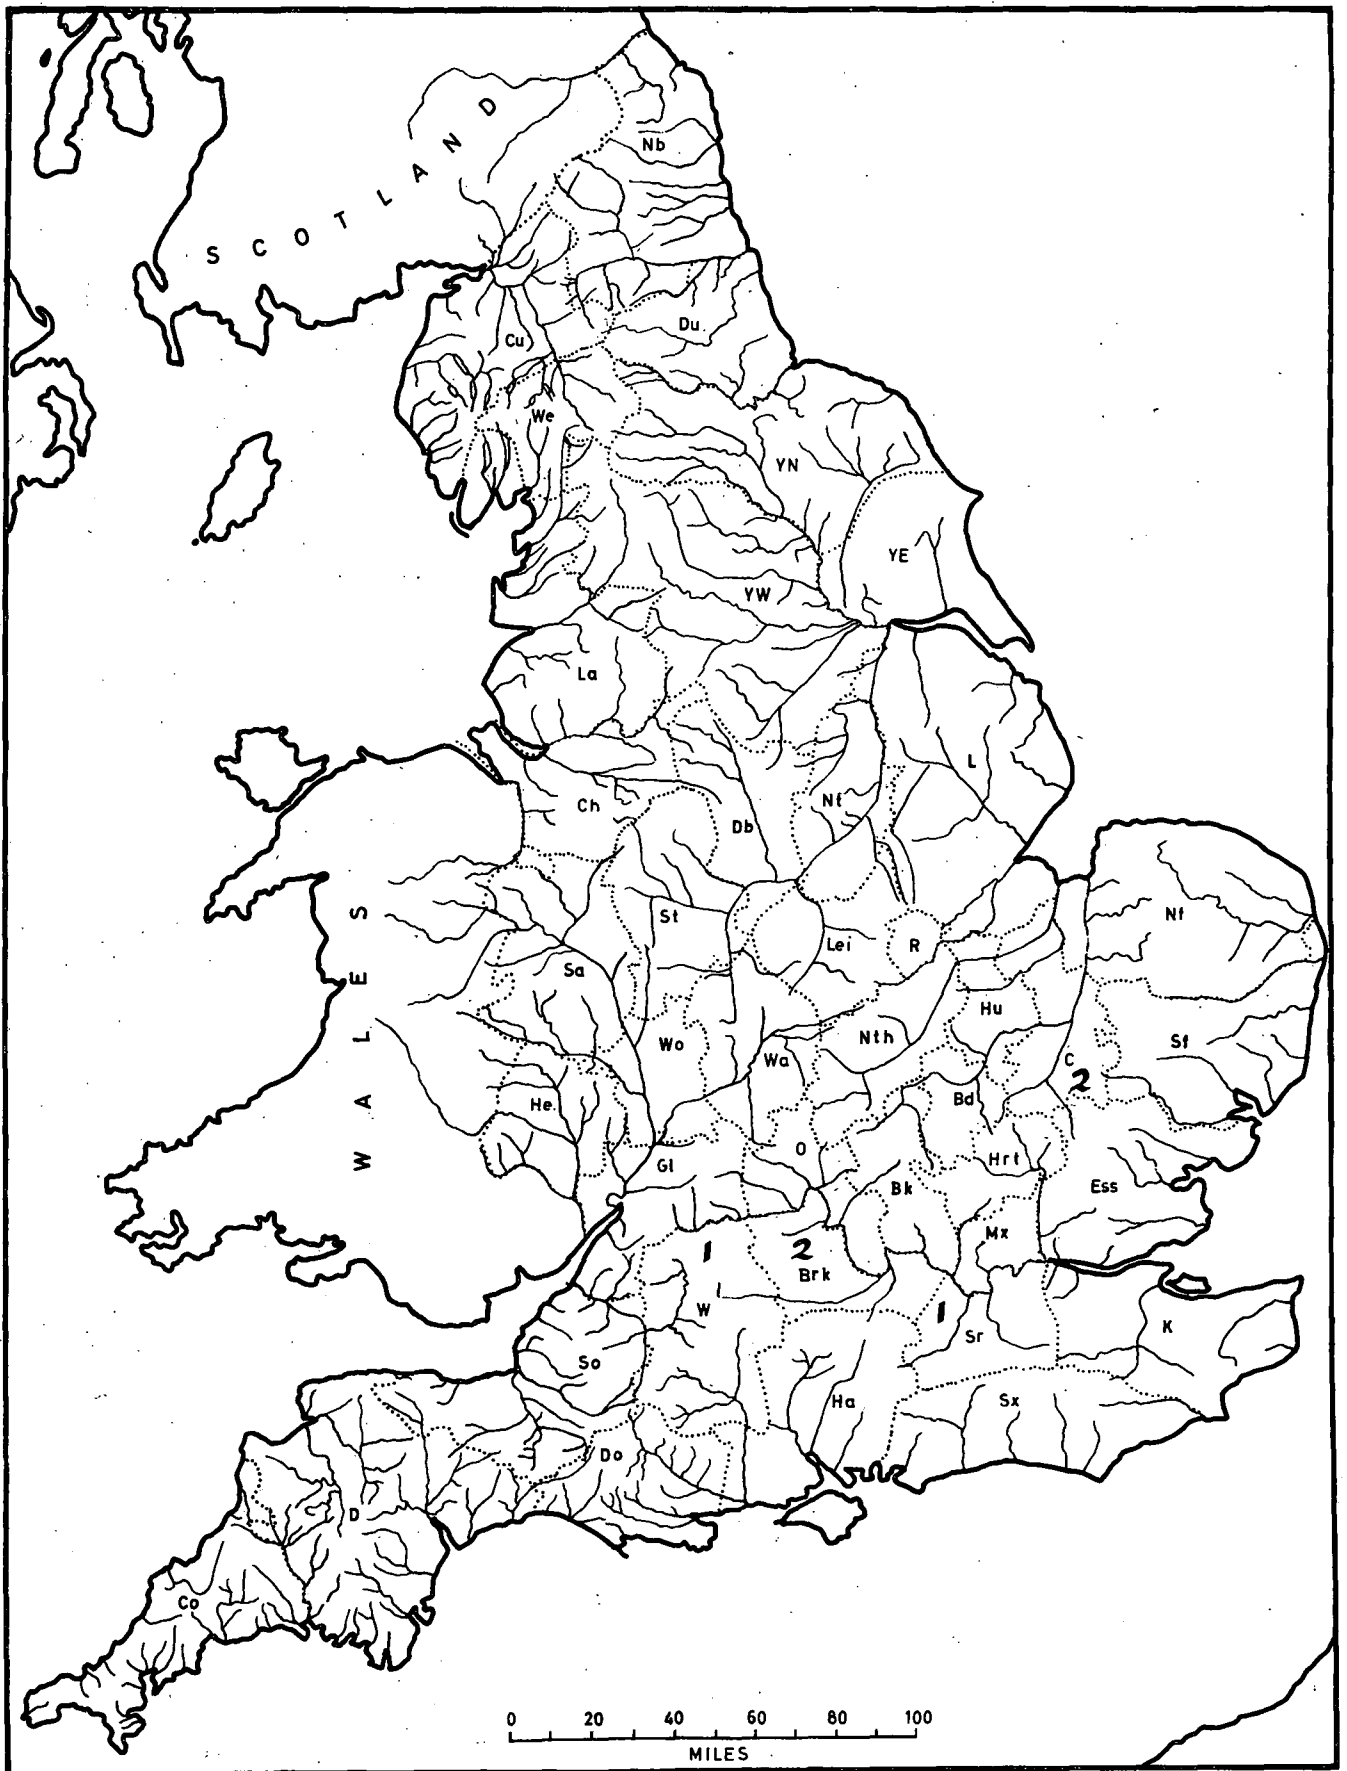 SCOTLAND
Nb
Du
Cu
We
YN
YE
YW
La
L
Ch
Db
Nt
St
Lei
R
Nf
Sa
Hu
Wo
Wa
Nth
Sf
C
2
He
Bd
O
Hrt
Gl
Bk
Ess
Mx
1
2
Brk
W
1
Sr
K
So
Ha
Sx
Do
D
Co
WALES
0 20 40 60 80 100
MILES